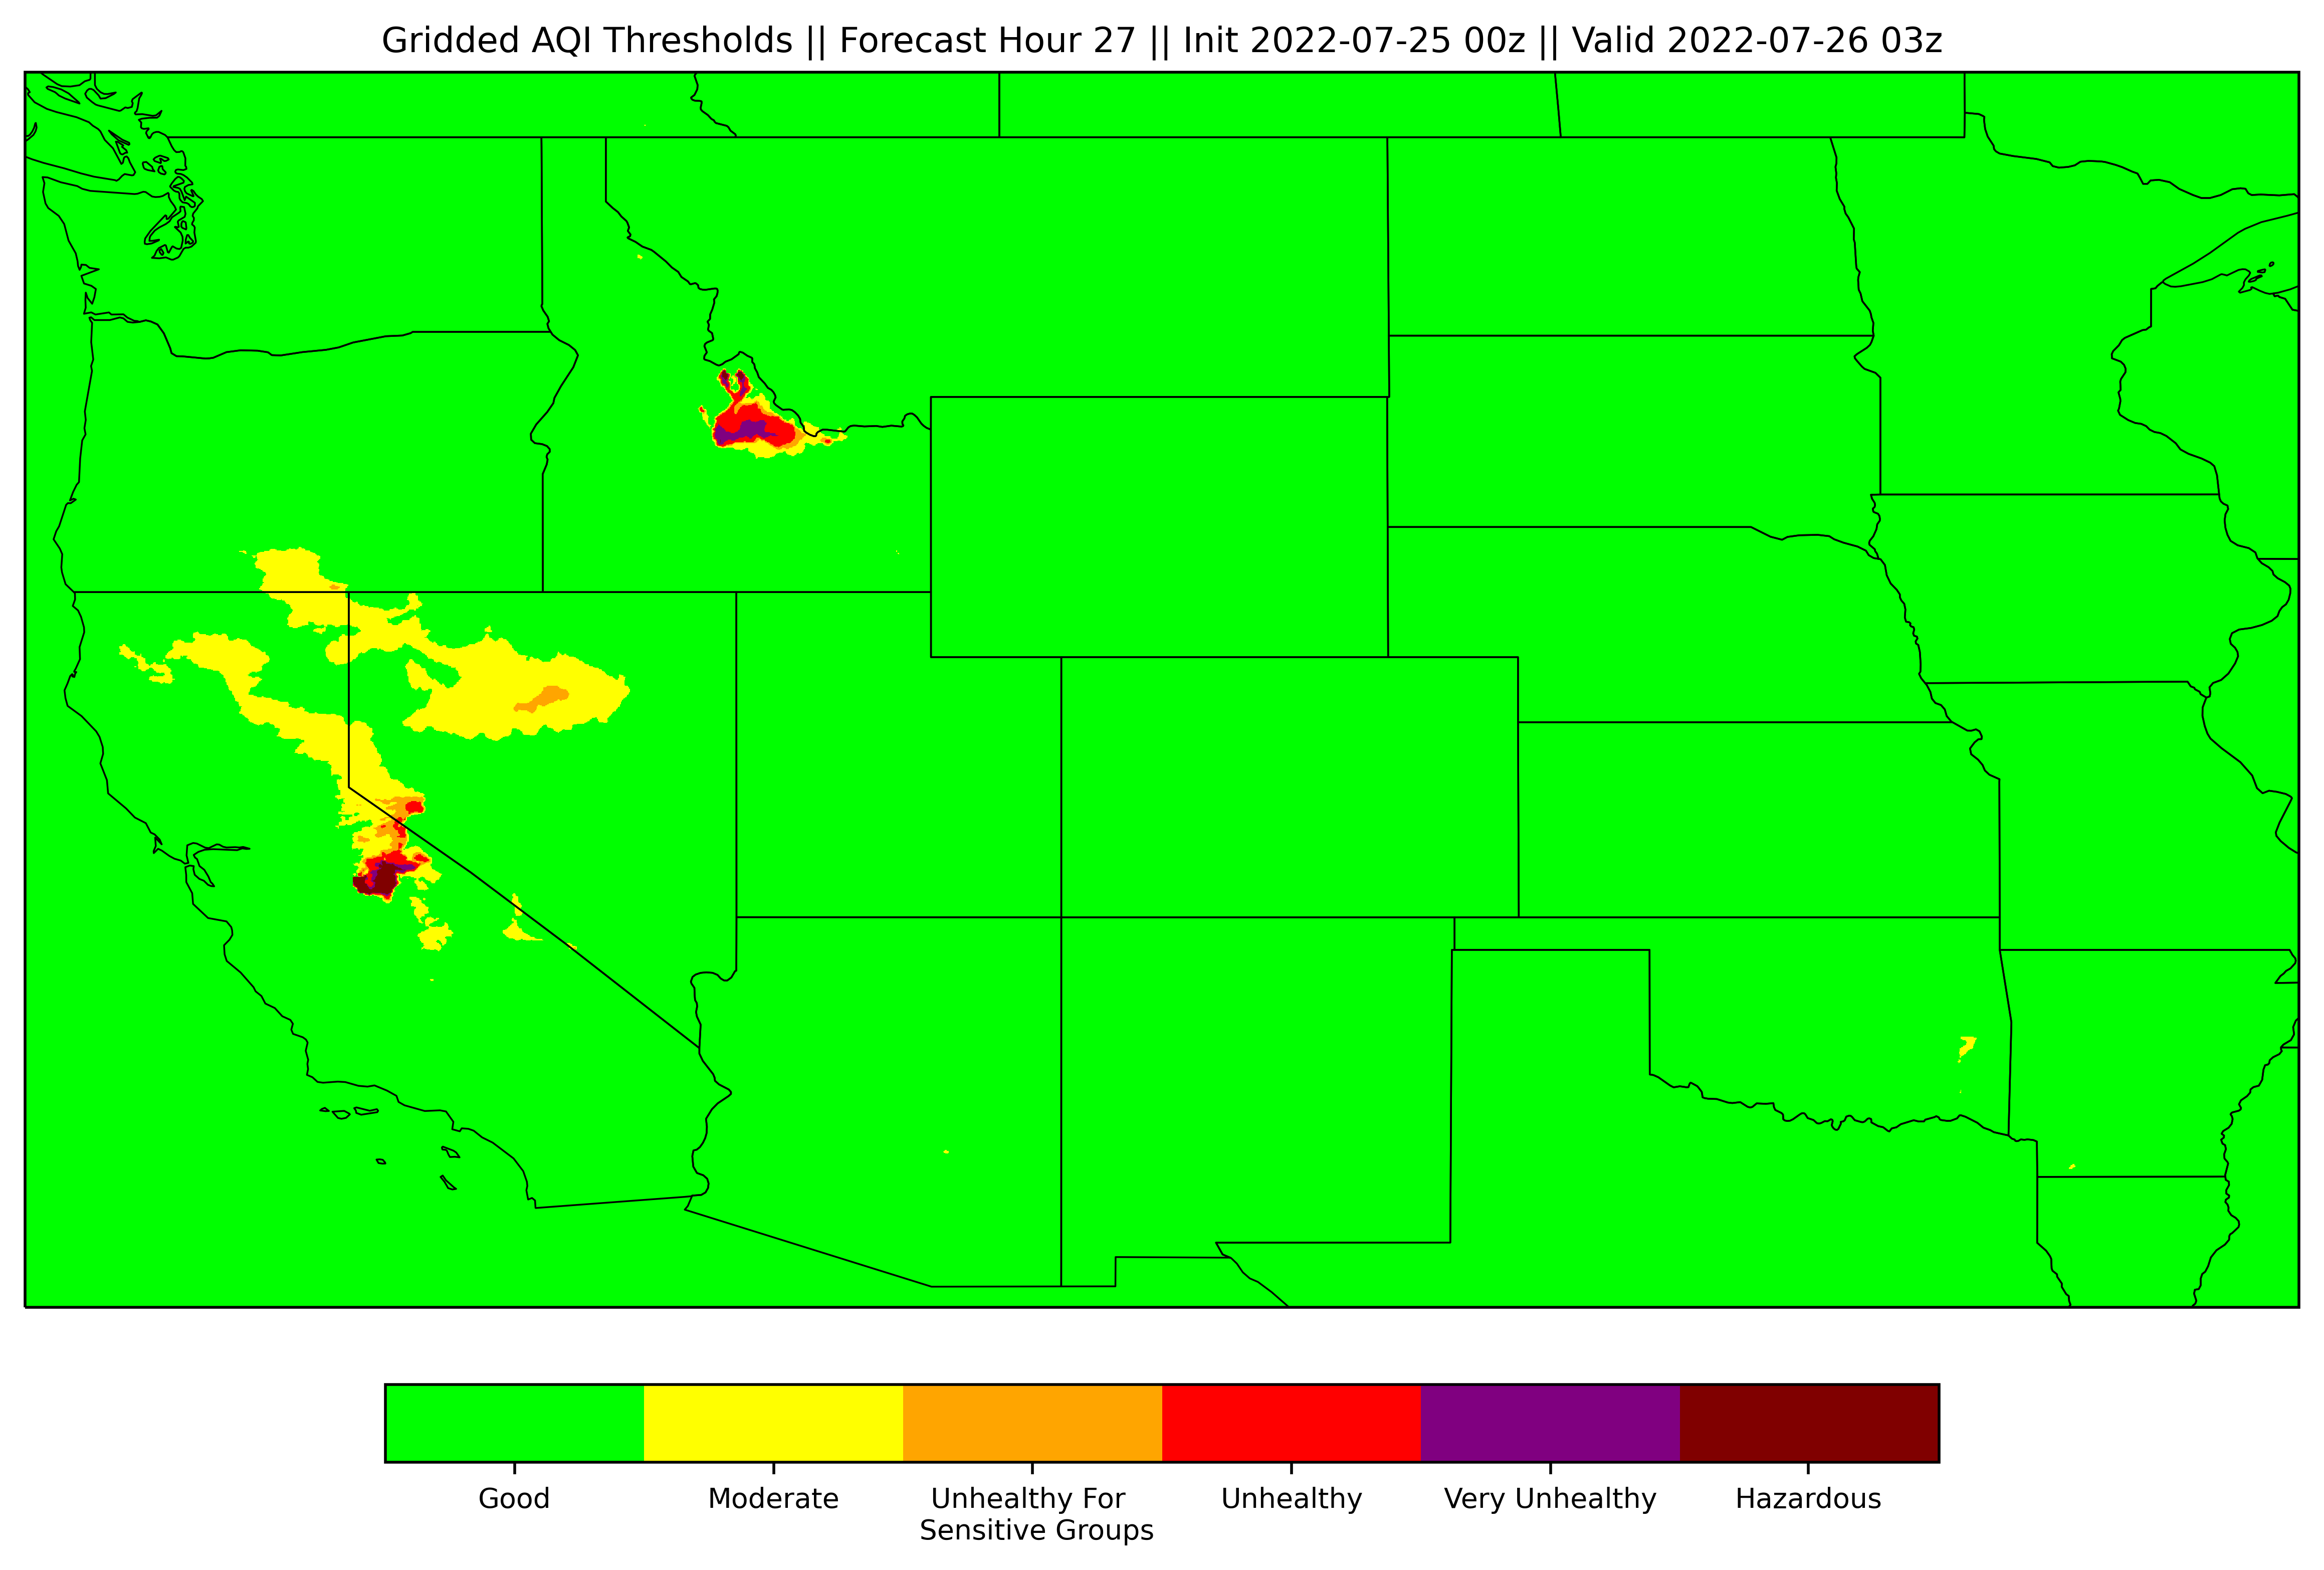 Gridded AQI Thresholds || Forecast Hour 27 || Init 2022-07-25 00z || Valid 2022-07-26 03z
Good
Moderate
Unhealthy For
Sensitive Groups
Unhealthy
Very Unhealthy
Hazardous